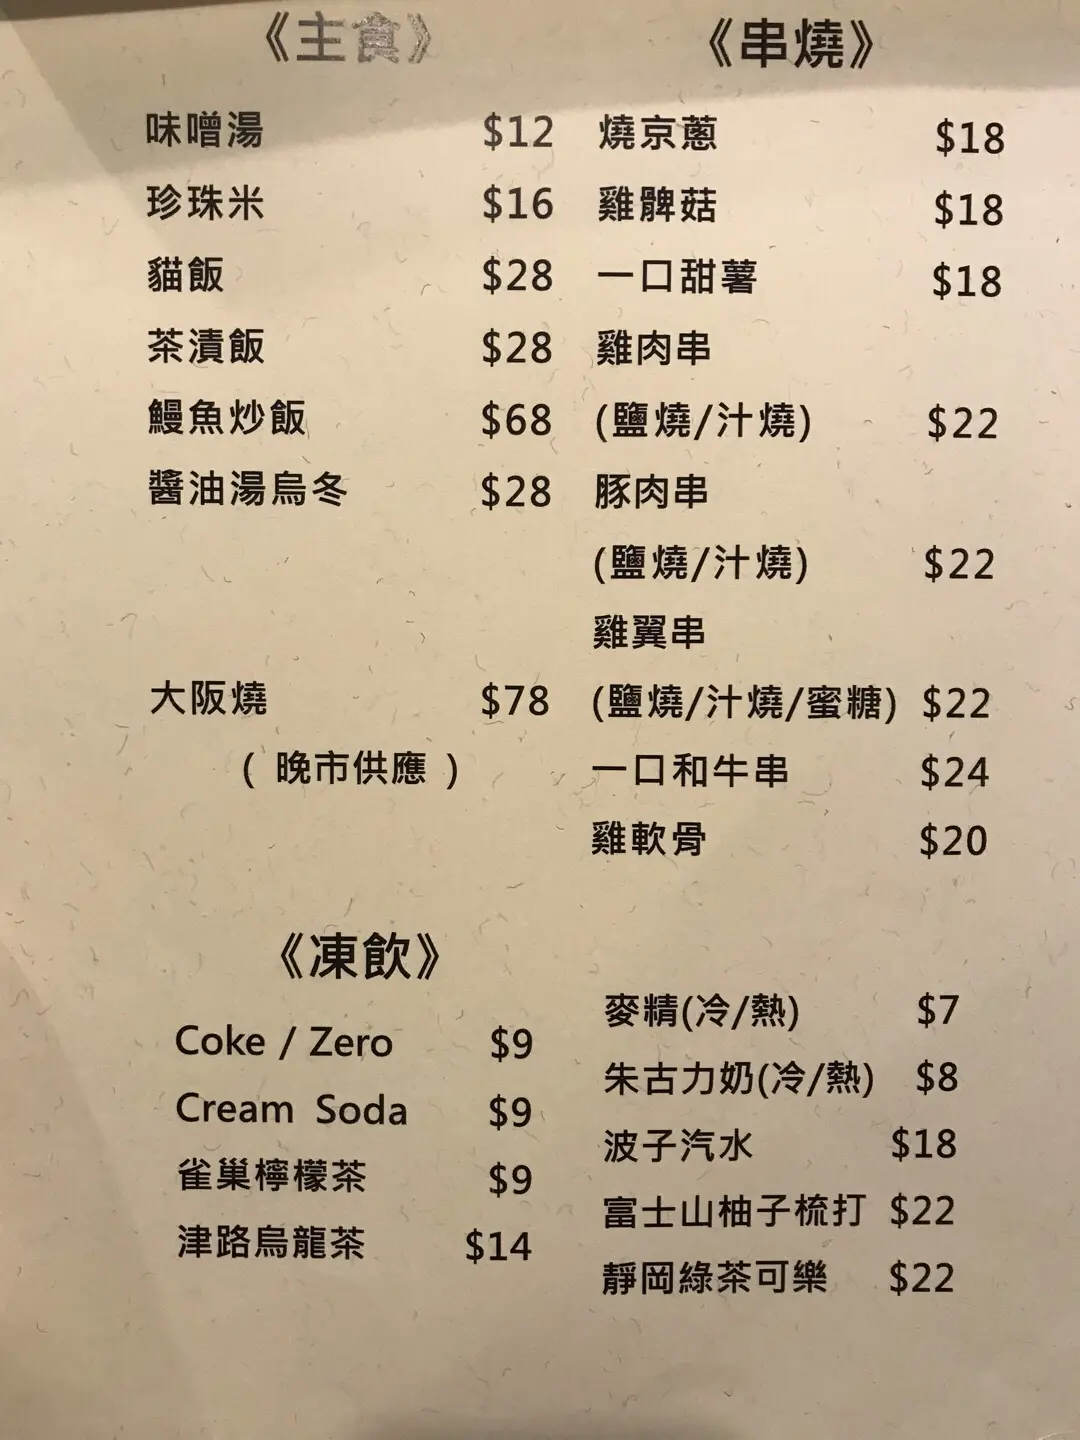 《主食》
味噌湯 $12
珍珠米 $16
貓飯 $28
茶漬飯 $28
鰻魚炒飯 $68
醬油湯烏冬 $28
大阪燒 $78
( 晚市供應 )
《串燒》
燒京蔥 $18
雞髀菇 $18
一口甜薯 $18
雞肉串
(鹽燒/汁燒) $22
豚肉串
(鹽燒/汁燒) $22
雞翼串
(鹽燒/汁燒/蜜糖) $22
一口和牛串 $24
雞軟骨 $20
《凍飲》
Coke / Zero $9
Cream Soda $9
雀巢檸檬茶 $9
津路烏龍茶 $14
麥精(冷/熱) $7
朱古力奶(冷/熱) $8
波子汽水 $18
富士山柚子梳打 $22
靜岡綠茶可樂 $22